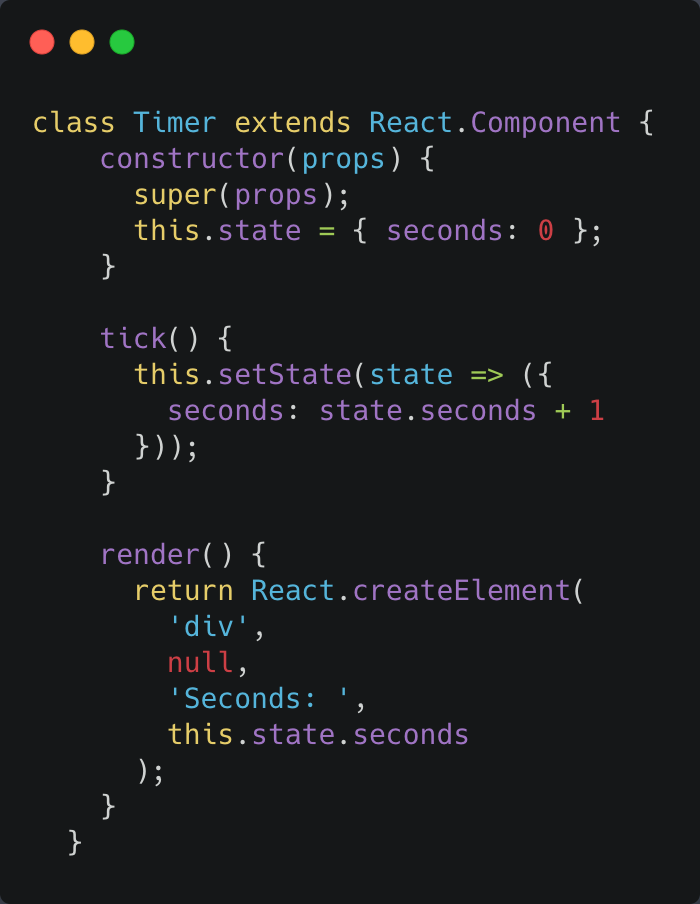 class Timer extends React.Component {
    constructor(props) {
      super(props);
      this.state = { seconds: 0 };
    }

    tick() {
      this.setState(state => ({
        seconds: state.seconds + 1
      }));
    }

    render() {
      return React.createElement(
        'div',
        null,
        'Seconds: ',
        this.state.seconds
      );
    }
  }